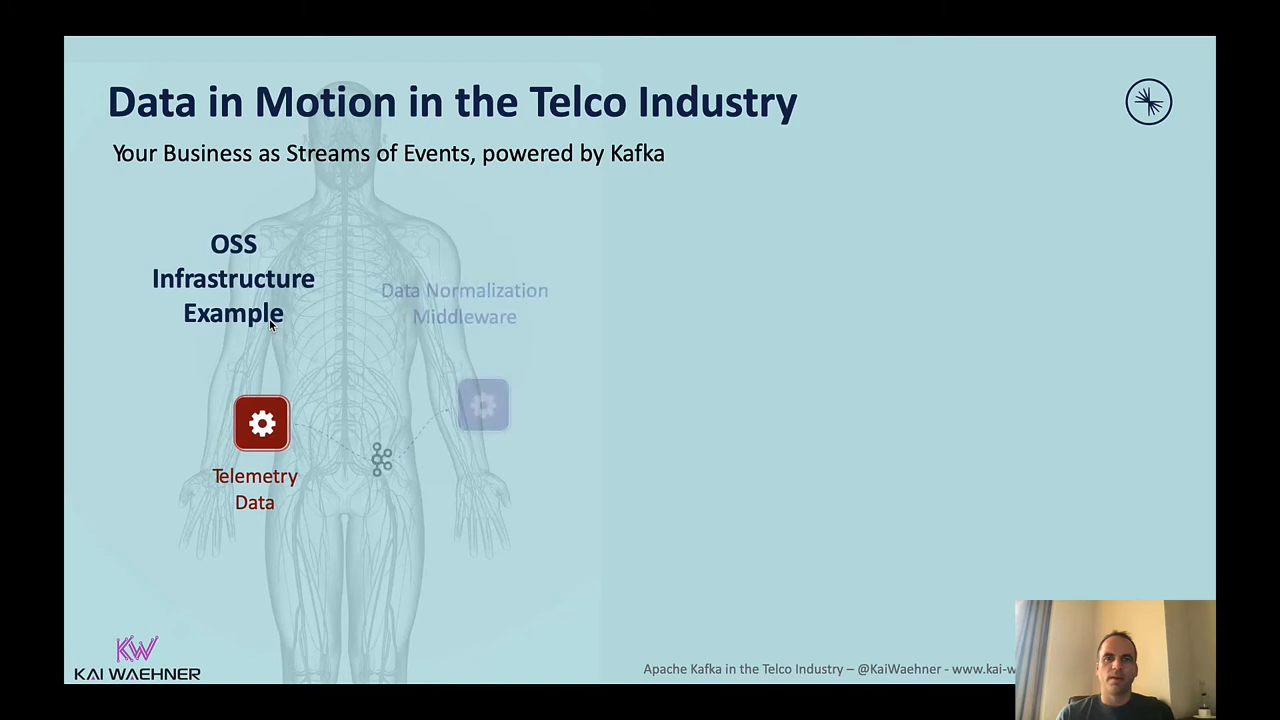 Data in Motion in the Telco Industry
Your Business as Streams of Events, powered by Kafka
OSS
Infrastructure
Example
Data Normalization
Middleware
Telemetry
Data
KW
KAI WAEHNER
Apache Kafka in the Telco Industry – @KaiWaehner - www.kai-w